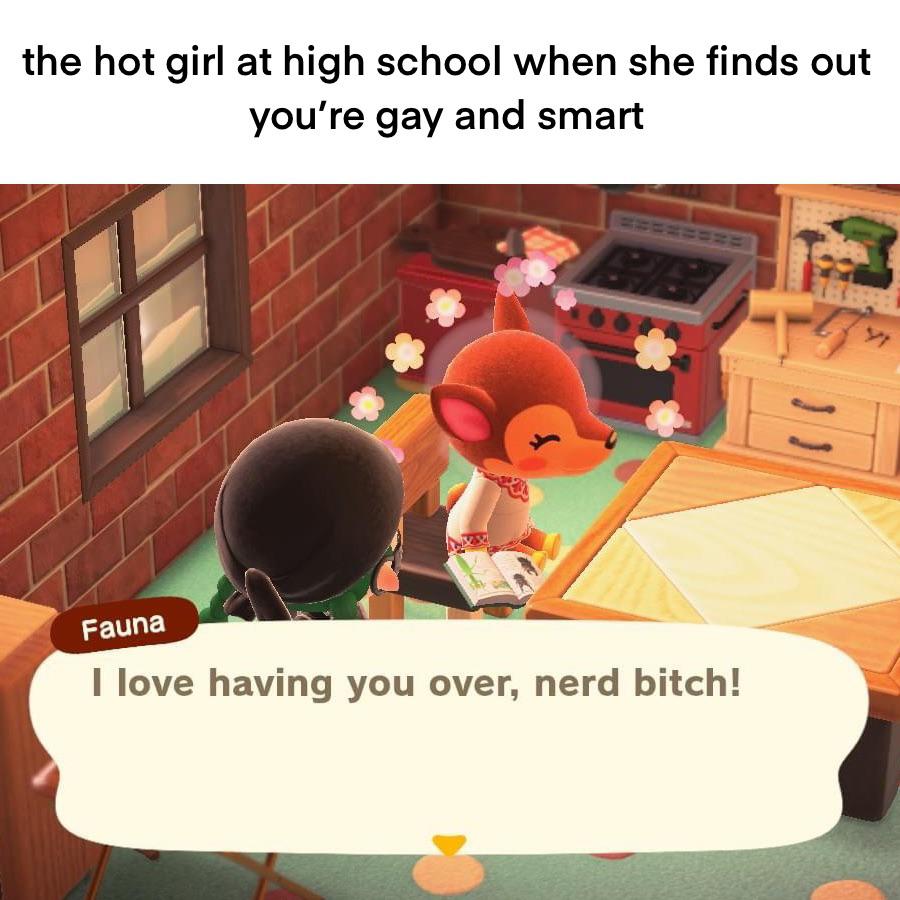 the hot girl at high school when she finds out
you’re gay and smart
Fauna
I love having you over, nerd bitch!